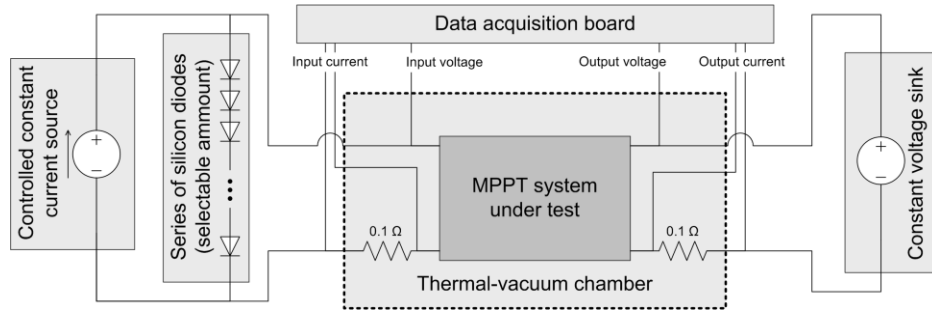 Data acquisition board
Input current
Input voltage
Output voltage
Output current
Controlled constant
current source
+
−
Series of silicon diodes
(selectable ammount)
MPPT system
under test
0.1 Ω
0.1 Ω
Thermal-vacuum chamber
+
−
Constant voltage sink